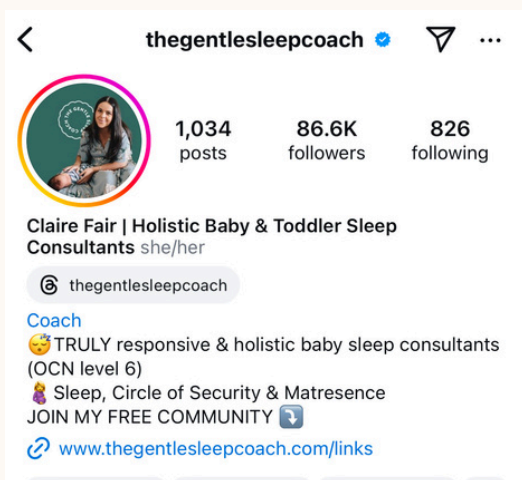 thegentlesleepcoach
1,034
posts
86.6K
followers
826
following
Claire Fair | Holistic Baby & Toddler Sleep
Consultants she/her
thegentlesleepcoach
Coach
😴TRULY responsive & holistic baby sleep consultants
(OCN level 6)
🤱 Sleep, Circle of Security & Matresence
JOIN MY FREE COMMUNITY ⤵️
www.thegentlesleepcoach.com/links